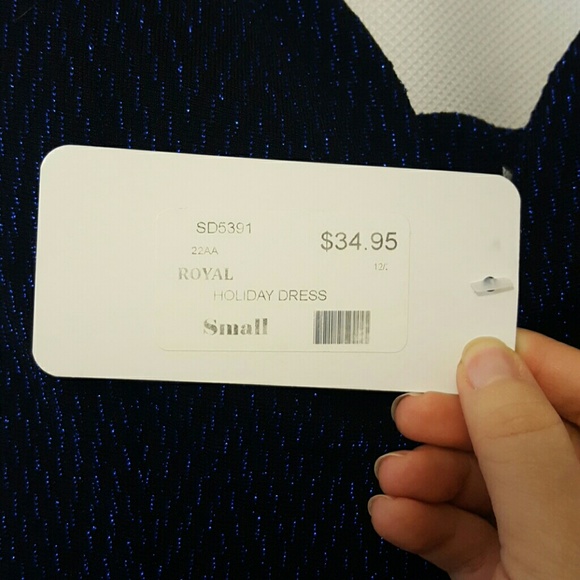 SD5391
$34.95
22AA
ROYAL
HOLIDAY DRESS
Small